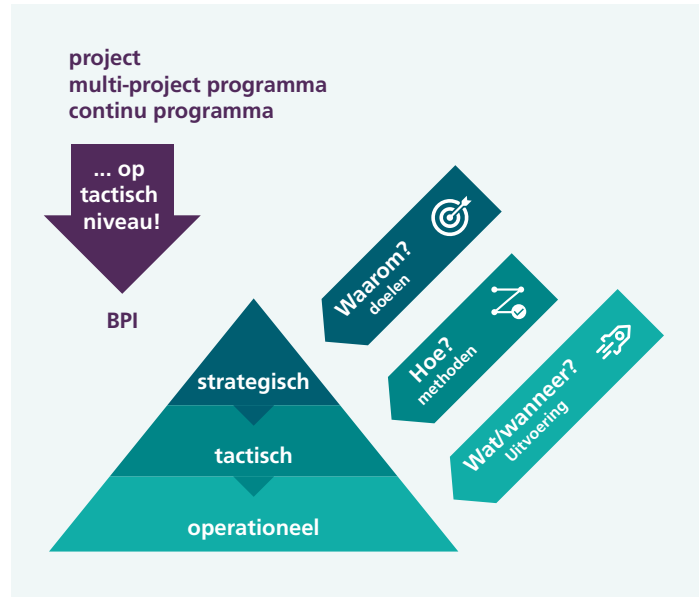 project
multi-project programma
continu programma
... op
tactisch
niveau!
BPI
Waarom?
doelen
Hoe?
methoden
Wat/wanneer?
Uitvoering
strategisch
tactisch
operationeel